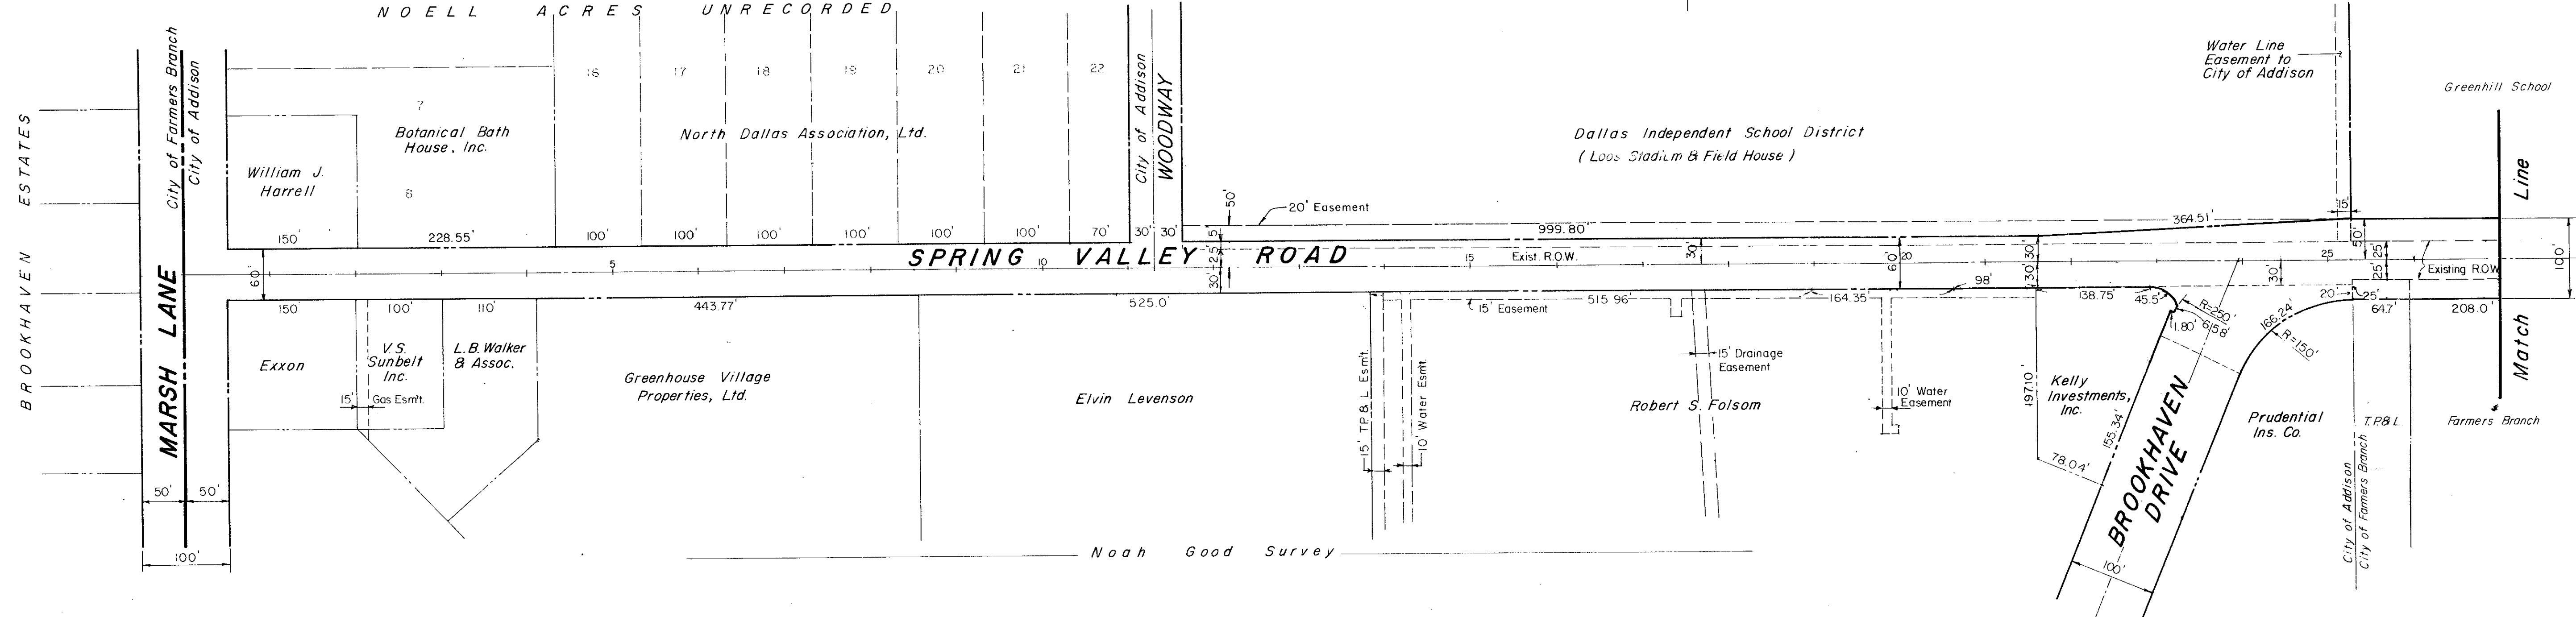 NOELL ACRES UNRECORDED
BROOKHAVEN ESTATES
City of Farmers Branch
City of Addison
MARSH LANE
50' 50'
100'
60'
William J.
Harrell
150'
7
Botanical Bath
House, Inc.
228.55'
16 17 18 19 20 21 22
North Dallas Association, Ltd.
100' 100' 100' 100' 100' 100' 70' 30' 30'
City of Addison
WOODWAY
SPRING VALLEY ROAD
5 10 15 20 25
50'
5'
25'
30'
20' Easement
999.80'
Exist. R.O.W.
30'
60'
30'
30'
Dallas Independent School District
( Loos Stadium & Field House )
364.51'
Water Line
Easement to
City of Addison
15'
50'
25'
25'
30'
Existing R.O.W.
100'
Greenhill School
Match Line
150' 100' 110' 443.77' 525.0'
Exxon
V.S.
Sunbelt
Inc.
15' Gas Esm't.
L.B. Walker
& Assoc.
Greenhouse Village
Properties, Ltd.
Elvin Levenson
15' T.P.& L. Esm't.
10' Water Esmt.
15' Easement
515.96'
164.35'
98'
15' Drainage
Easement
Robert S. Folsom
10' Water
Easement
197.10'
78.04'
138.75'
45.5'
Kelly
Investments,
Inc.
155.34'
R=250'
1.80'
166.24'
R=150'
BROOKHAVEN
DRIVE
100'
Prudential
Ins. Co.
20'
25'
64.7'
208.0'
T.P.& L.
City of Addison
City of Farmers Branch
Farmers Branch
Noah Good Survey